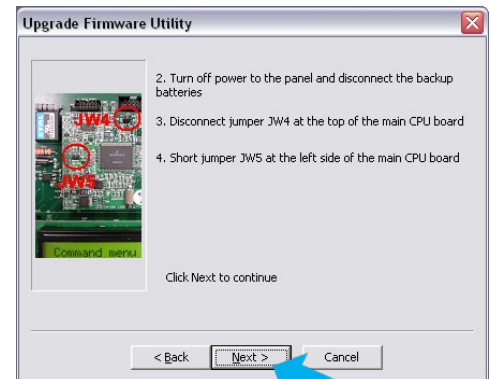 Upgrade Firmware Utility
JW4
JW5
Command menu
2. Turn off power to the panel and disconnect the backup
batteries
3. Disconnect jumper JW4 at the top of the main CPU board
4. Short jumper JW5 at the left side of the main CPU board
Click Next to continue
< Back
Next >
Cancel